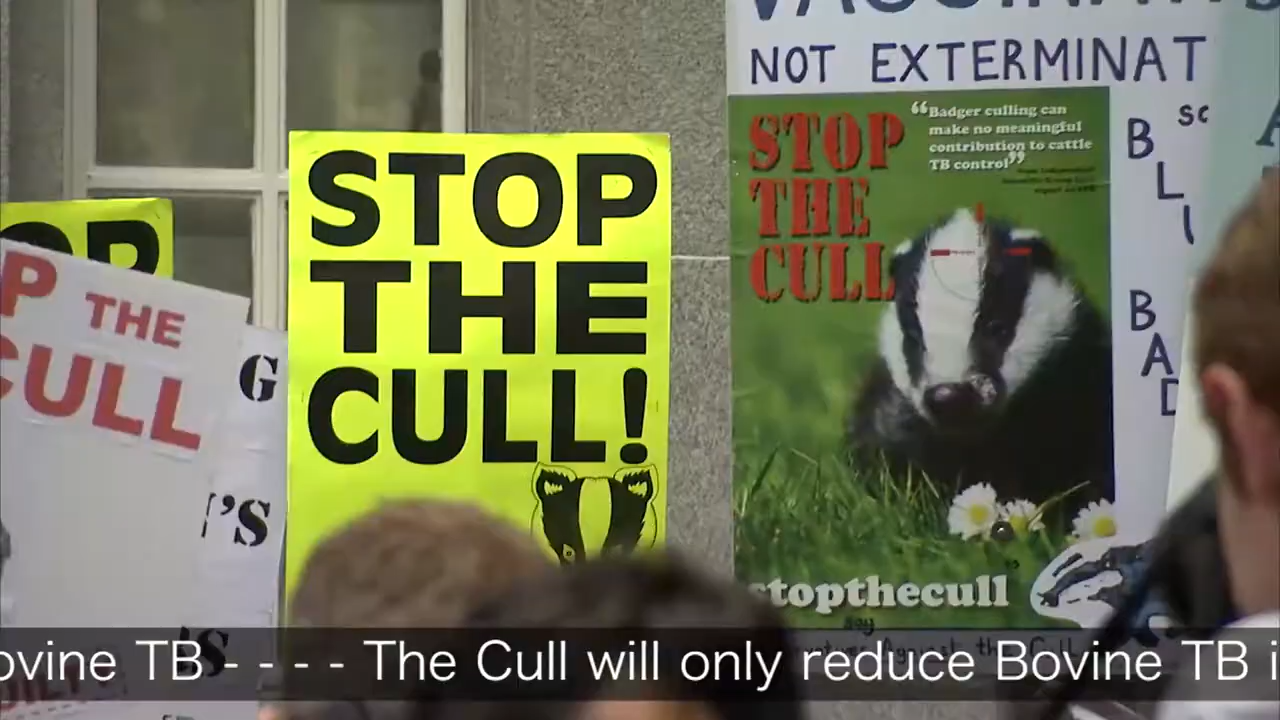 NOT EXTERMINAT
STOP
THE
CULL
“Badger culling can
make no meaningful
contribution to cattle
TB control”
STOP
THE
CULL!
P THE
CULL
G
'S
B
L
I
B
A
D
stopthecull
ovine TB - - - - The Cull will only reduce Bovine TB i